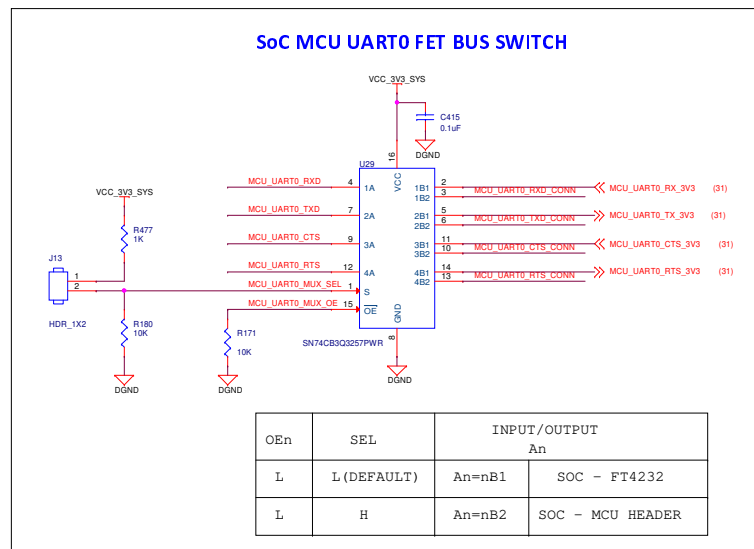 SoC MCU UART0 FET BUS SWITCH
VCC_3V3_SYS
C415
0.1uF
DGND
U29
16
VCC
MCU_UART0_RXD 4 1A
1B1 2 MCU_UART0_RX_3V3 (31)
1B2 3 MCU_UART0_RXD_CONN
MCU_UART0_TXD 7 2A
2B1 5 MCU_UART0_TX_3V3 (31)
2B2 6 MCU_UART0_TXD_CONN
MCU_UART0_CTS 9 3A
3B1 11 MCU_UART0_CTS_3V3 (31)
3B2 10 MCU_UART0_CTS_CONN
MCU_UART0_RTS 12 4A
4B1 14 MCU_UART0_RTS_3V3 (31)
4B2 13 MCU_UART0_RTS_CONN
MCU_UART0_MUX_SEL 1 S
MCU_UART0_MUX_OE 15 OE
GND
8
SN74CB3Q3257PWR
DGND
VCC_3V3_SYS
R477
1K
J13
1
2
HDR_1X2
R180
10K
DGND
R171
10K
DGND
OEn SEL INPUT/OUTPUT
An
L L(DEFAULT) An=nB1 SOC - FT4232
L H An=nB2 SOC - MCU HEADER